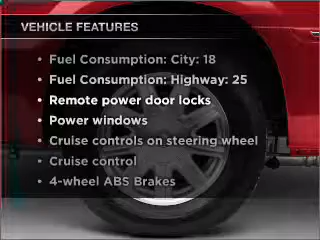 VEHICLE FEATURES
• Fuel Consumption: City: 18
• Fuel Consumption: Highway: 25
• Remote power door locks
• Power windows
• Cruise controls on steering wheel
• Cruise control
• 4-wheel ABS Brakes